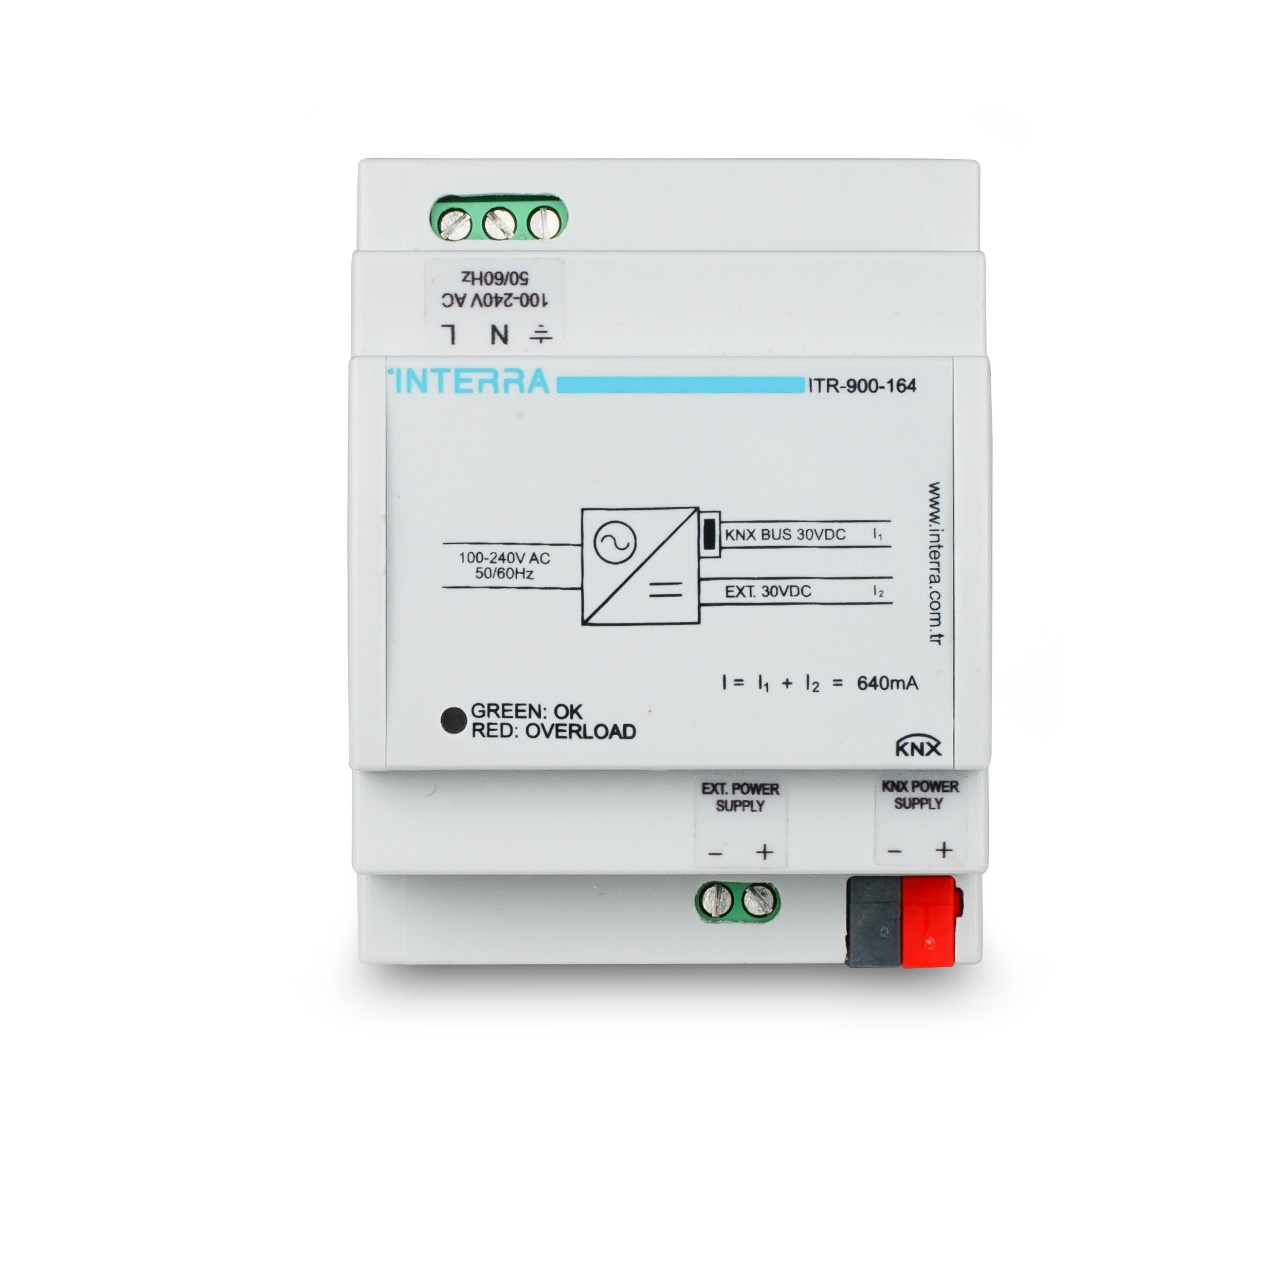 100-240V AC
50/60Hz
L N
INTERRA
ITR-900-164
100-240V AC
50/60Hz
KNX BUS 30VDC I₁
EXT. 30VDC I₂
www.interra.com.tr
I = I₁ + I₂ = 640mA
GREEN: OK
RED: OVERLOAD
KNX
EXT. POWER
SUPPLY
− +
KNX POWER
SUPPLY
− +